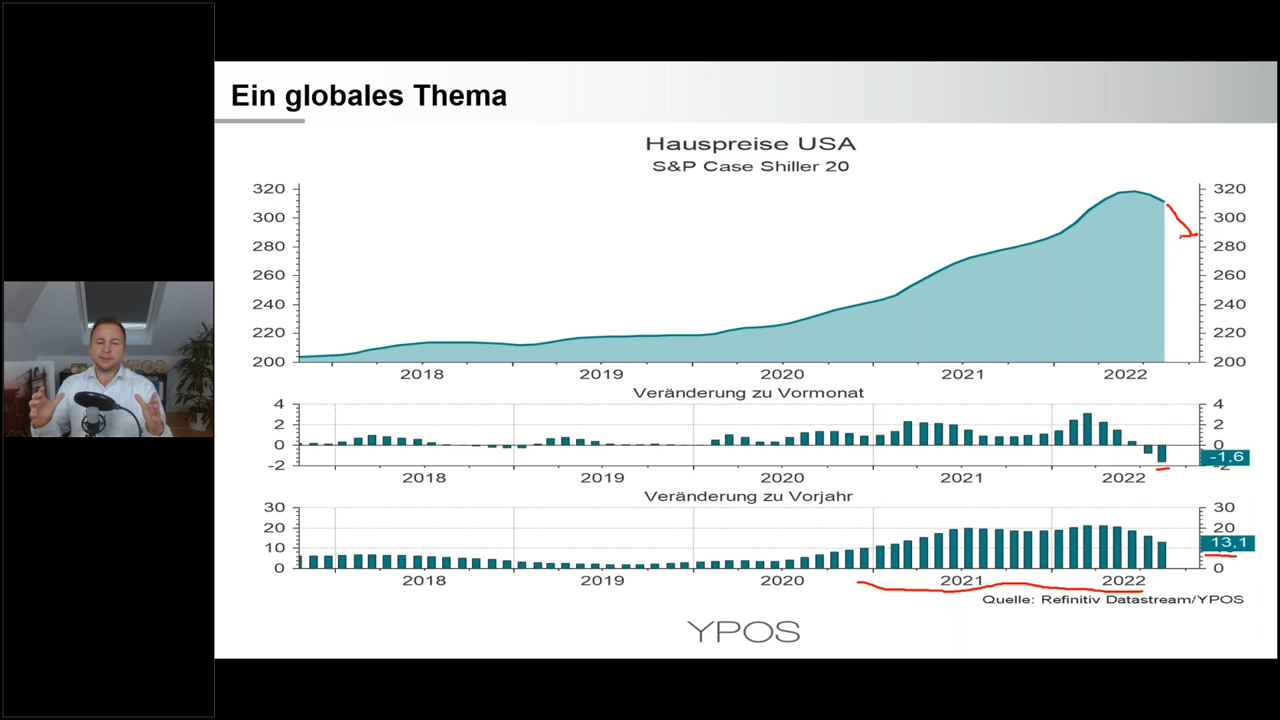 Ein globales Thema
Hauspreise USA
S&P Case Shiller 20
320 320
300 300
280 280
260 260
240 240
220 220
200 200
2018 2019 2020 2021 2022
Veränderung zu Vormonat
4 4
2 2
0 0
-2 -2
-1,6
2018 2019 2020 2021 2022
Veränderung zu Vorjahr
30 30
20 20
10
13,1
0 0
2018 2019 2020 2021 2022
Quelle: Refinitiv Datastream/YPOS
YPOS
YPOS